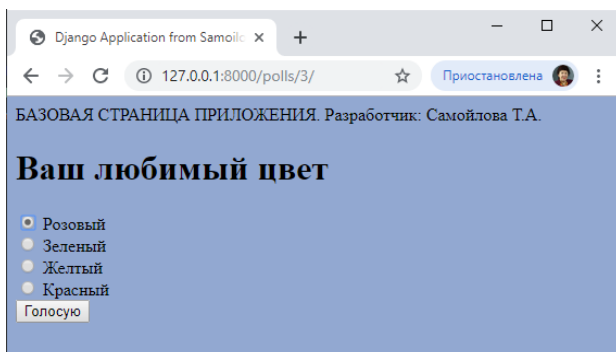 Django Application from Samoilo
127.0.0.1:8000/polls/3/
Приостановлена
БАЗОВАЯ СТРАНИЦА ПРИЛОЖЕНИЯ. Разработчик: Самойлова Т.А.
Ваш любимый цвет
Розовый
Зеленый
Желтый
Красный
Голосую